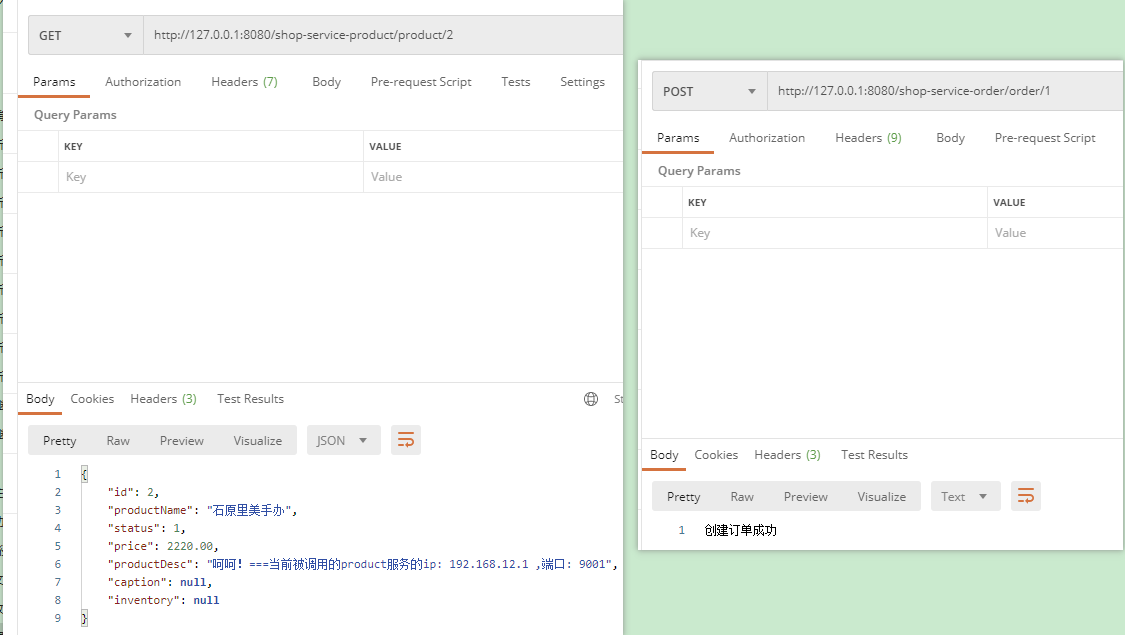 GET
http://127.0.0.1:8080/shop-service-product/product/2
Params Authorization Headers (7) Body Pre-request Script Tests Settings
Query Params
KEY VALUE
Key Value
Body Cookies Headers (3) Test Results
Pretty Raw Preview Visualize JSON
1 {
2 "id": 2,
3 "productName": "石原里美手办",
4 "status": 1,
5 "price": 2220.00,
6 "productDesc": "呵呵! ===当前被调用的product服务的ip: 192.168.12.1 ,端口: 9001",
7 "caption": null,
8 "inventory": null
9 }
POST
http://127.0.0.1:8080/shop-service-order/order/1
Params Authorization Headers (9) Body Pre-request Script
Query Params
KEY VALUE
Key Value
Body Cookies Headers (3) Test Results
Pretty Raw Preview Visualize Text
1 创建订单成功